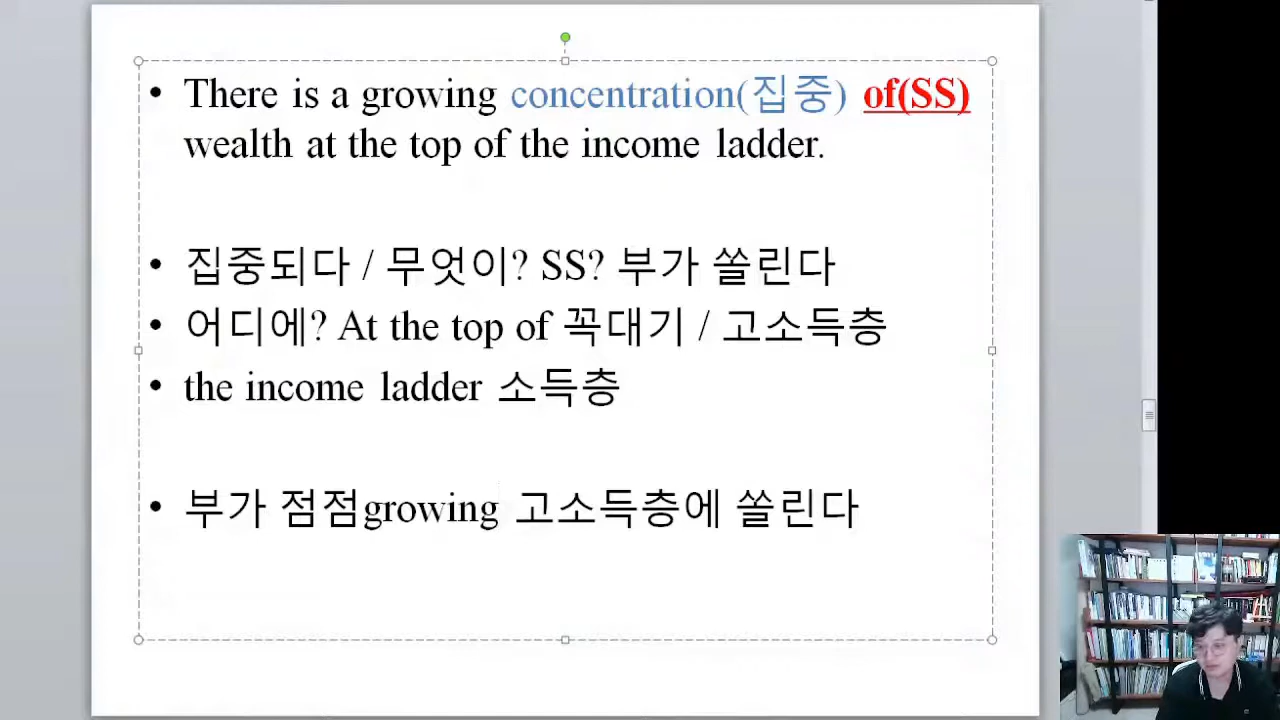 • There is a growing concentration(집중) of(SS)
wealth at the top of the income ladder.
• 집중되다 / 무엇이? SS? 부가 쏠린다
• 어디에? At the top of 꼭대기 / 고소득층
• the income ladder 소득층
• 부가 점점growing 고소득층에 쏠린다